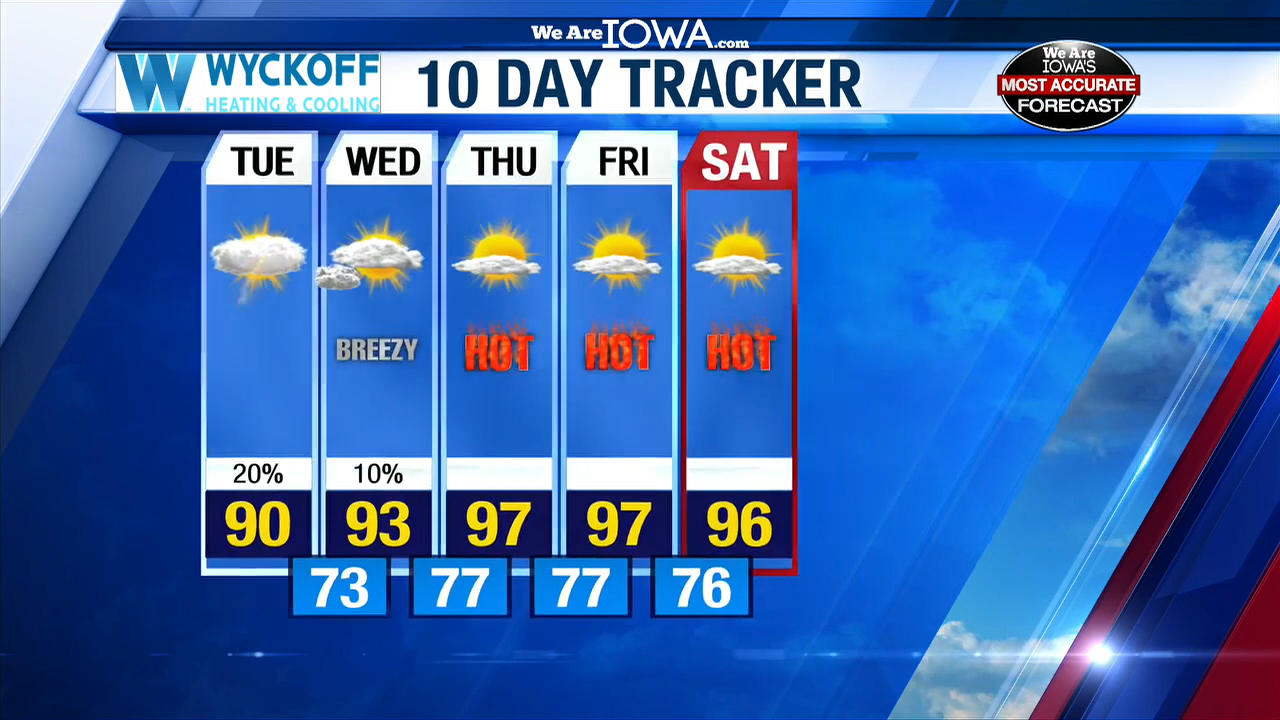 We Are IOWA.com
WYCKOFF
HEATING & COOLING
10 DAY TRACKER
We Are
IOWA'S
MOST ACCURATE
FORECAST
TUE WED THU FRI SAT
BREEZY HOT HOT HOT
20% 10%
90 93 97 97 96
73 77 77 76